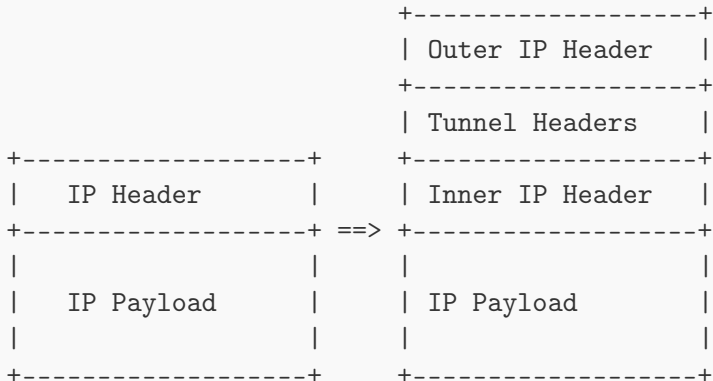 +-------------------+
                          | Outer IP Header   |
                          +-------------------+
                          | Tunnel Headers    |
+-------------------+     +-------------------+
|   IP Header       |     | Inner IP Header   |
+-------------------+ ==> +-------------------+
|                   |     |                   |
|   IP Payload      |     | IP Payload        |
|                   |     |                   |
+-------------------+     +-------------------+